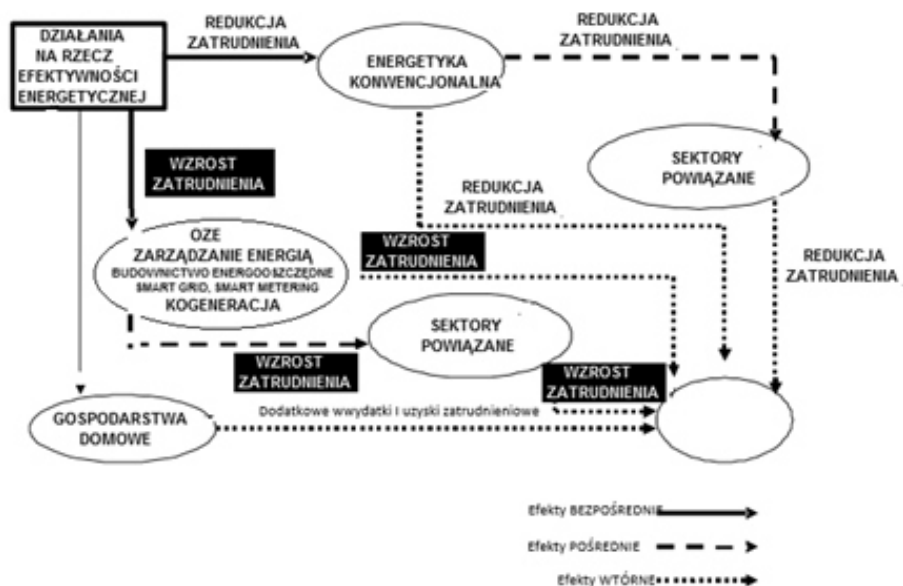 DZIAŁANIA
NA RZECZ
EFEKTYWNOŚCI
ENERGETYCZNEJ
REDUKCJA
ZATRUDNIENIA
ENERGETYKA
KONWENCJONALNA
REDUKCJA
ZATRUDNIENIA
SEKTORY
POWIĄZANE
WZROST
ZATRUDNIENIA
REDUKCJA
ZATRUDNIENIA
OZE
ZARZĄDZANIE ENERGIĄ
BUDOWNICTWO ENERGOOSZCZĘDNE
SMART GRID, SMART METERING
KOGENERACJA
WZROST
ZATRUDNIENIA
REDUKCJA
ZATRUDNIENIA
SEKTORY
POWIĄZANE
WZROST
ZATRUDNIENIA
WZROST
ZATRUDNIENIA
Dodatkowe wwydatki I uzyski zatrudnieniowe
GOSPODARSTWA
DOMOWE
Efekty BEZPOŚREDNIE
Efekty POŚREDNIE
Efekty WTÓRNE